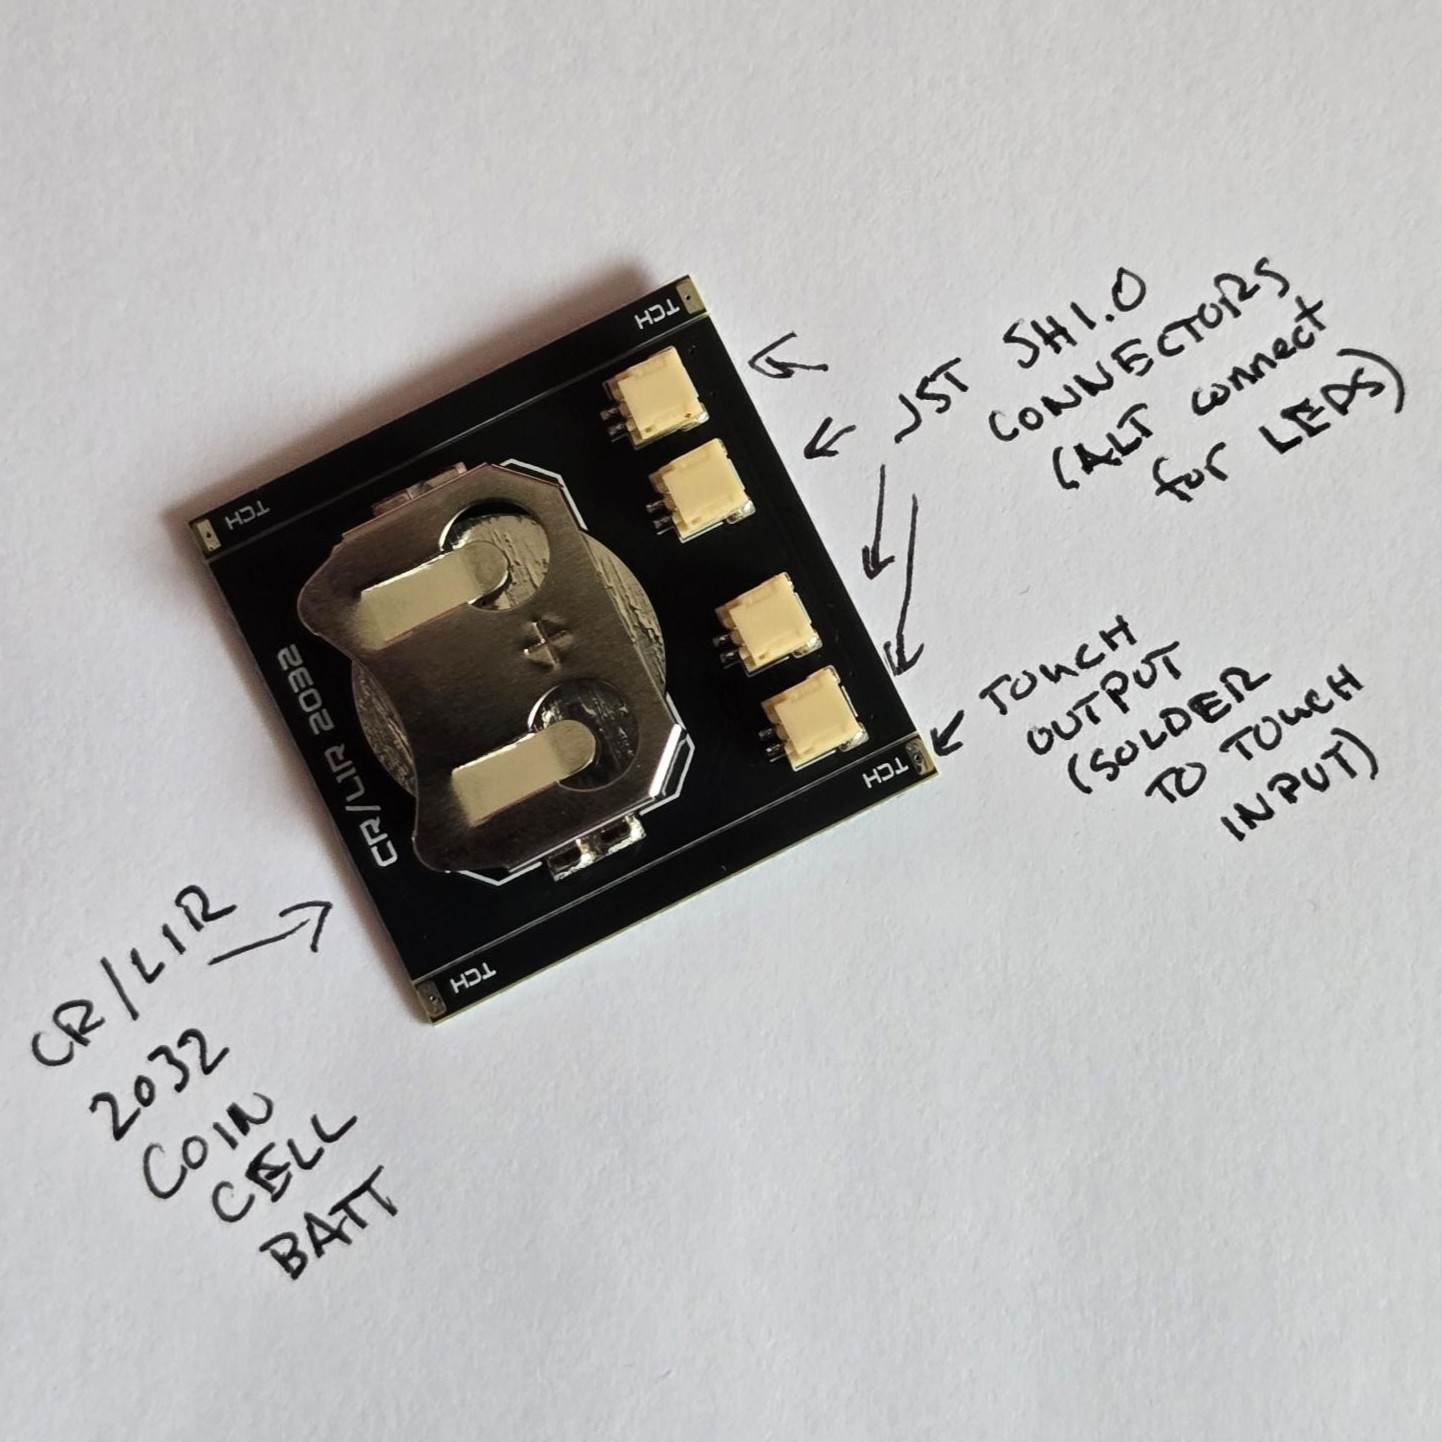 TCH
TCH
CR/LIR 2032
TCH
TCH
JST SH1.0
CONNECTORS
(ALT connect
for LEDS)
TOUCH
OUTPUT
(SOLDER
TO TOUCH
INPUT)
CR/LIR
2032
COIN
CELL
BATT